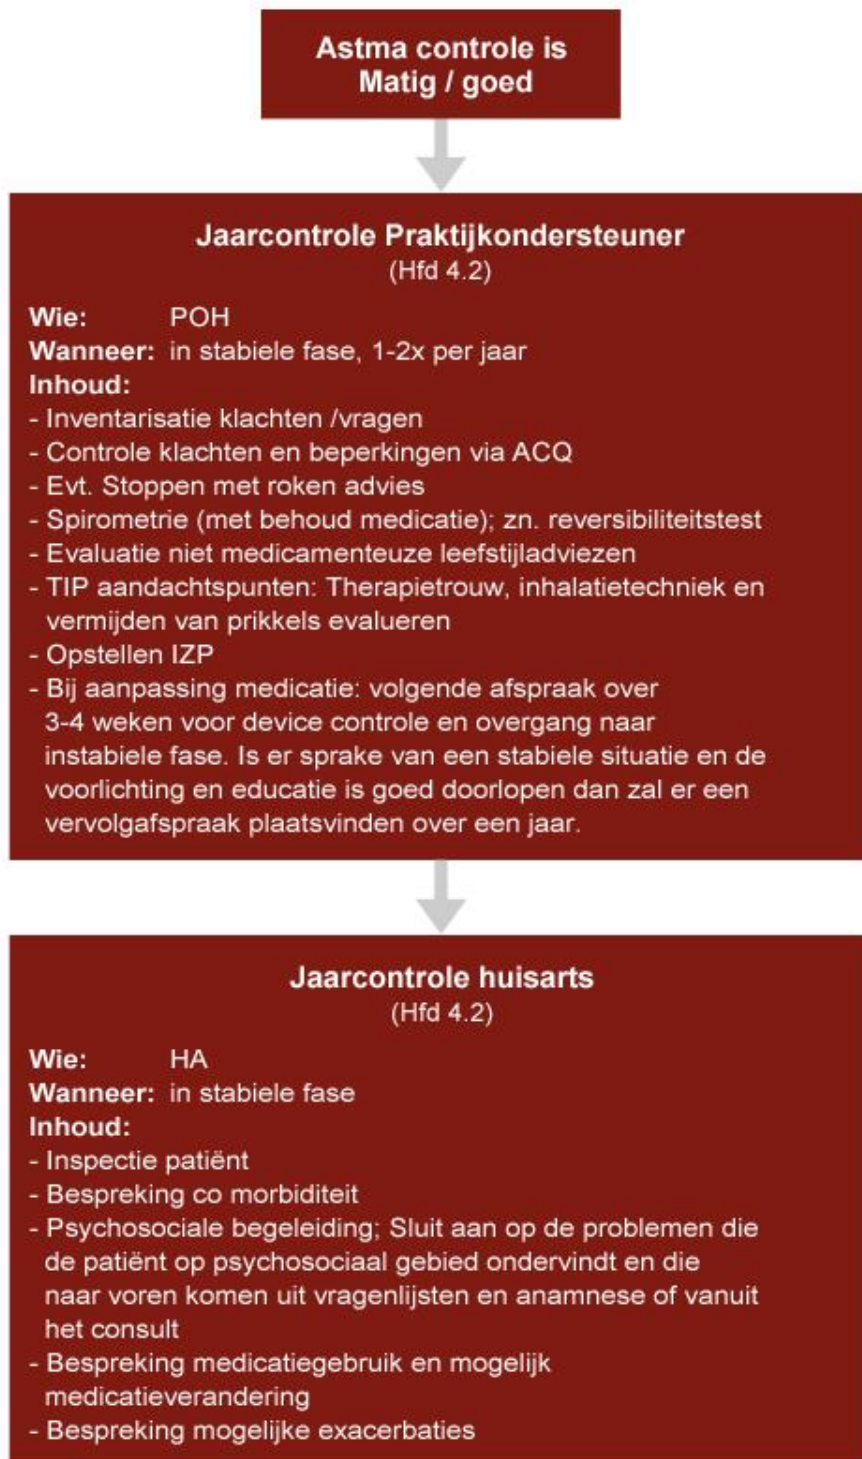 Astma controle is
Matig / goed
Jaarcontrole Praktijkondersteuner
(Hfd 4.2)
Wie: POH
Wanneer: in stabiele fase, 1-2x per jaar
Inhoud:
- Inventarisatie klachten /vragen
- Controle klachten en beperkingen via ACQ
- Evt. Stoppen met roken advies
- Spirometrie (met behoud medicatie); zn. reversibiliteitstest
- Evaluatie niet medicamenteuze leefstijladviezen
- TIP aandachtspunten: Therapietrouw, inhalatietechniek en
vermijden van prikkels evalueren
- Opstellen IZP
- Bij aanpassing medicatie: volgende afspraak over
3-4 weken voor device controle en overgang naar
instabiele fase. Is er sprake van een stabiele situatie en de
voorlichting en educatie is goed doorlopen dan zal er een
vervolgafspraak plaatsvinden over een jaar.
Jaarcontrole huisarts
(Hfd 4.2)
Wie: HA
Wanneer: in stabiele fase
Inhoud:
- Inspectie patiënt
- Bespreking co morbiditeit
- Psychosociale begeleiding; Sluit aan op de problemen die
de patiënt op psychosociaal gebied ondervindt en die
naar voren komen uit vragenlijsten en anamnese of vanuit
het consult
- Bespreking medicatiegebruik en mogelijk
medicatieverandering
- Bespreking mogelijke exacerbaties